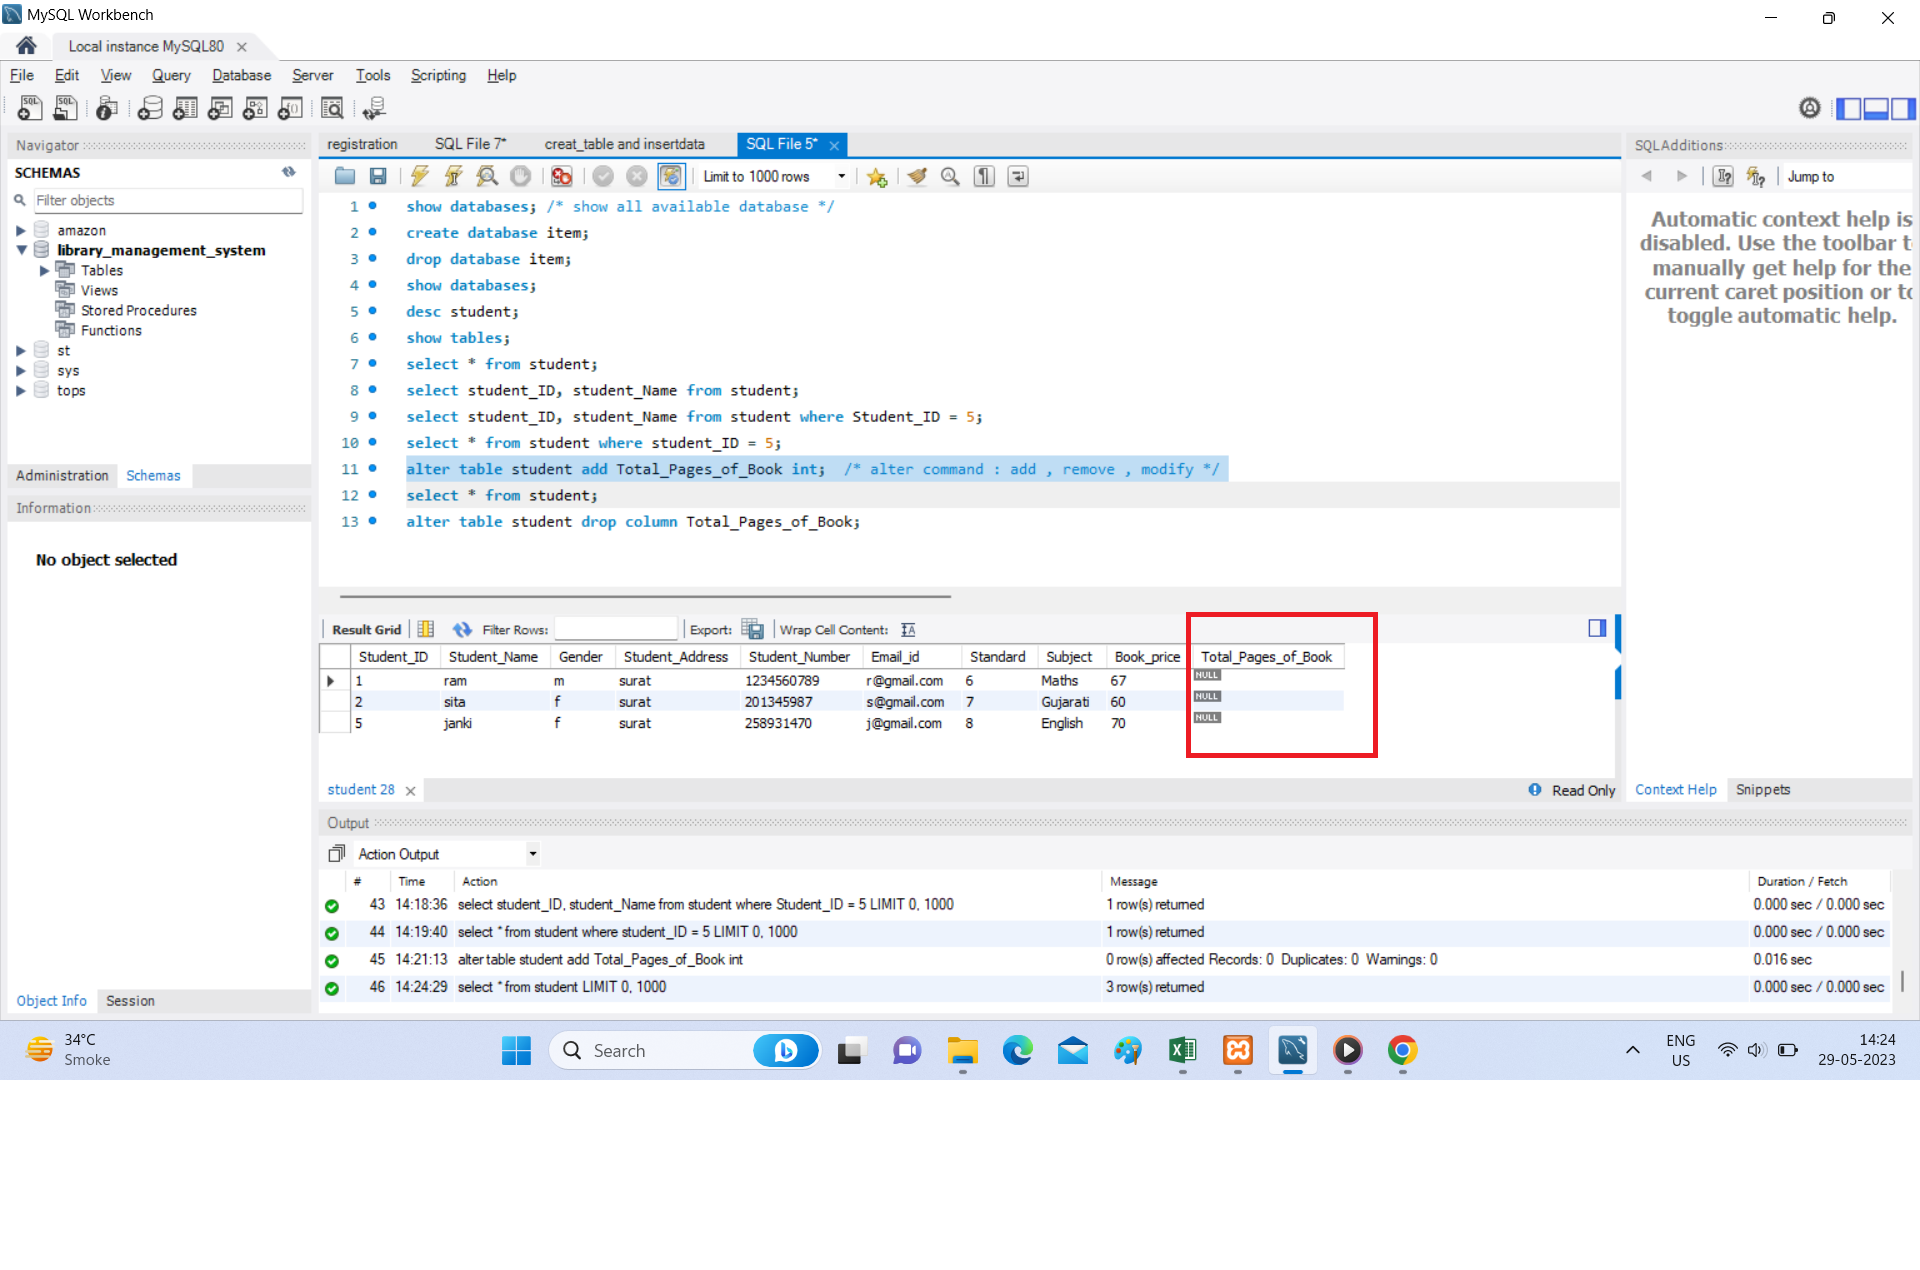 MySQL Workbench
Local instance MySQL80
File Edit View Query Database Server Tools Scripting Help
Navigator
SCHEMAS
Filter objects
amazon
library_management_system
Tables
Views
Stored Procedures
Functions
st
sys
tops
Administration Schemas
Information
No object selected
Object Info Session
registration SQL File 7* creat_table and insertdata SQL File 5*
Limit to 1000 rows
1 show databases; /* show all available database */
2 create database item;
3 drop database item;
4 show databases;
5 desc student;
6 show tables;
7 select * from student;
8 select student_ID, student_Name from student;
9 select student_ID, student_Name from student where Student_ID = 5;
10 select * from student where student_ID = 5;
11 alter table student add Total_Pages_of_Book int; /* alter command : add , remove , modify */
12 select * from student;
13 alter table student drop column Total_Pages_of_Book;
Result Grid Filter Rows: Export: Wrap Cell Content:
Student_ID Student_Name Gender Student_Address Student_Number Email_id Standard Subject Book_price Total_Pages_of_Book
1 ram m surat 1234560789 r@gmail.com 6 Maths 67 NULL
2 sita f surat 201345987 s@gmail.com 7 Gujarati 60 NULL
5 janki f surat 258931470 j@gmail.com 8 English 70 NULL
student 28
Read Only
SQLAdditions
Jump to
Automatic context help is
disabled. Use the toolbar t
manually get help for the
current caret position or to
toggle automatic help.
Context Help Snippets
Output
Action Output
# Time Action Message Duration / Fetch
43 14:18:36 select student_ID, student_Name from student where Student_ID = 5 LIMIT 0, 1000 1 row(s) returned 0.000 sec / 0.000 sec
44 14:19:40 select * from student where student_ID = 5 LIMIT 0, 1000 1 row(s) returned 0.000 sec / 0.000 sec
45 14:21:13 alter table student add Total_Pages_of_Book int 0 row(s) affected Records: 0 Duplicates: 0 Warnings: 0 0.016 sec
46 14:24:29 select * from student LIMIT 0, 1000 3 row(s) returned 0.000 sec / 0.000 sec
34°C
Smoke
Search
ENG
US
14:24
29-05-2023